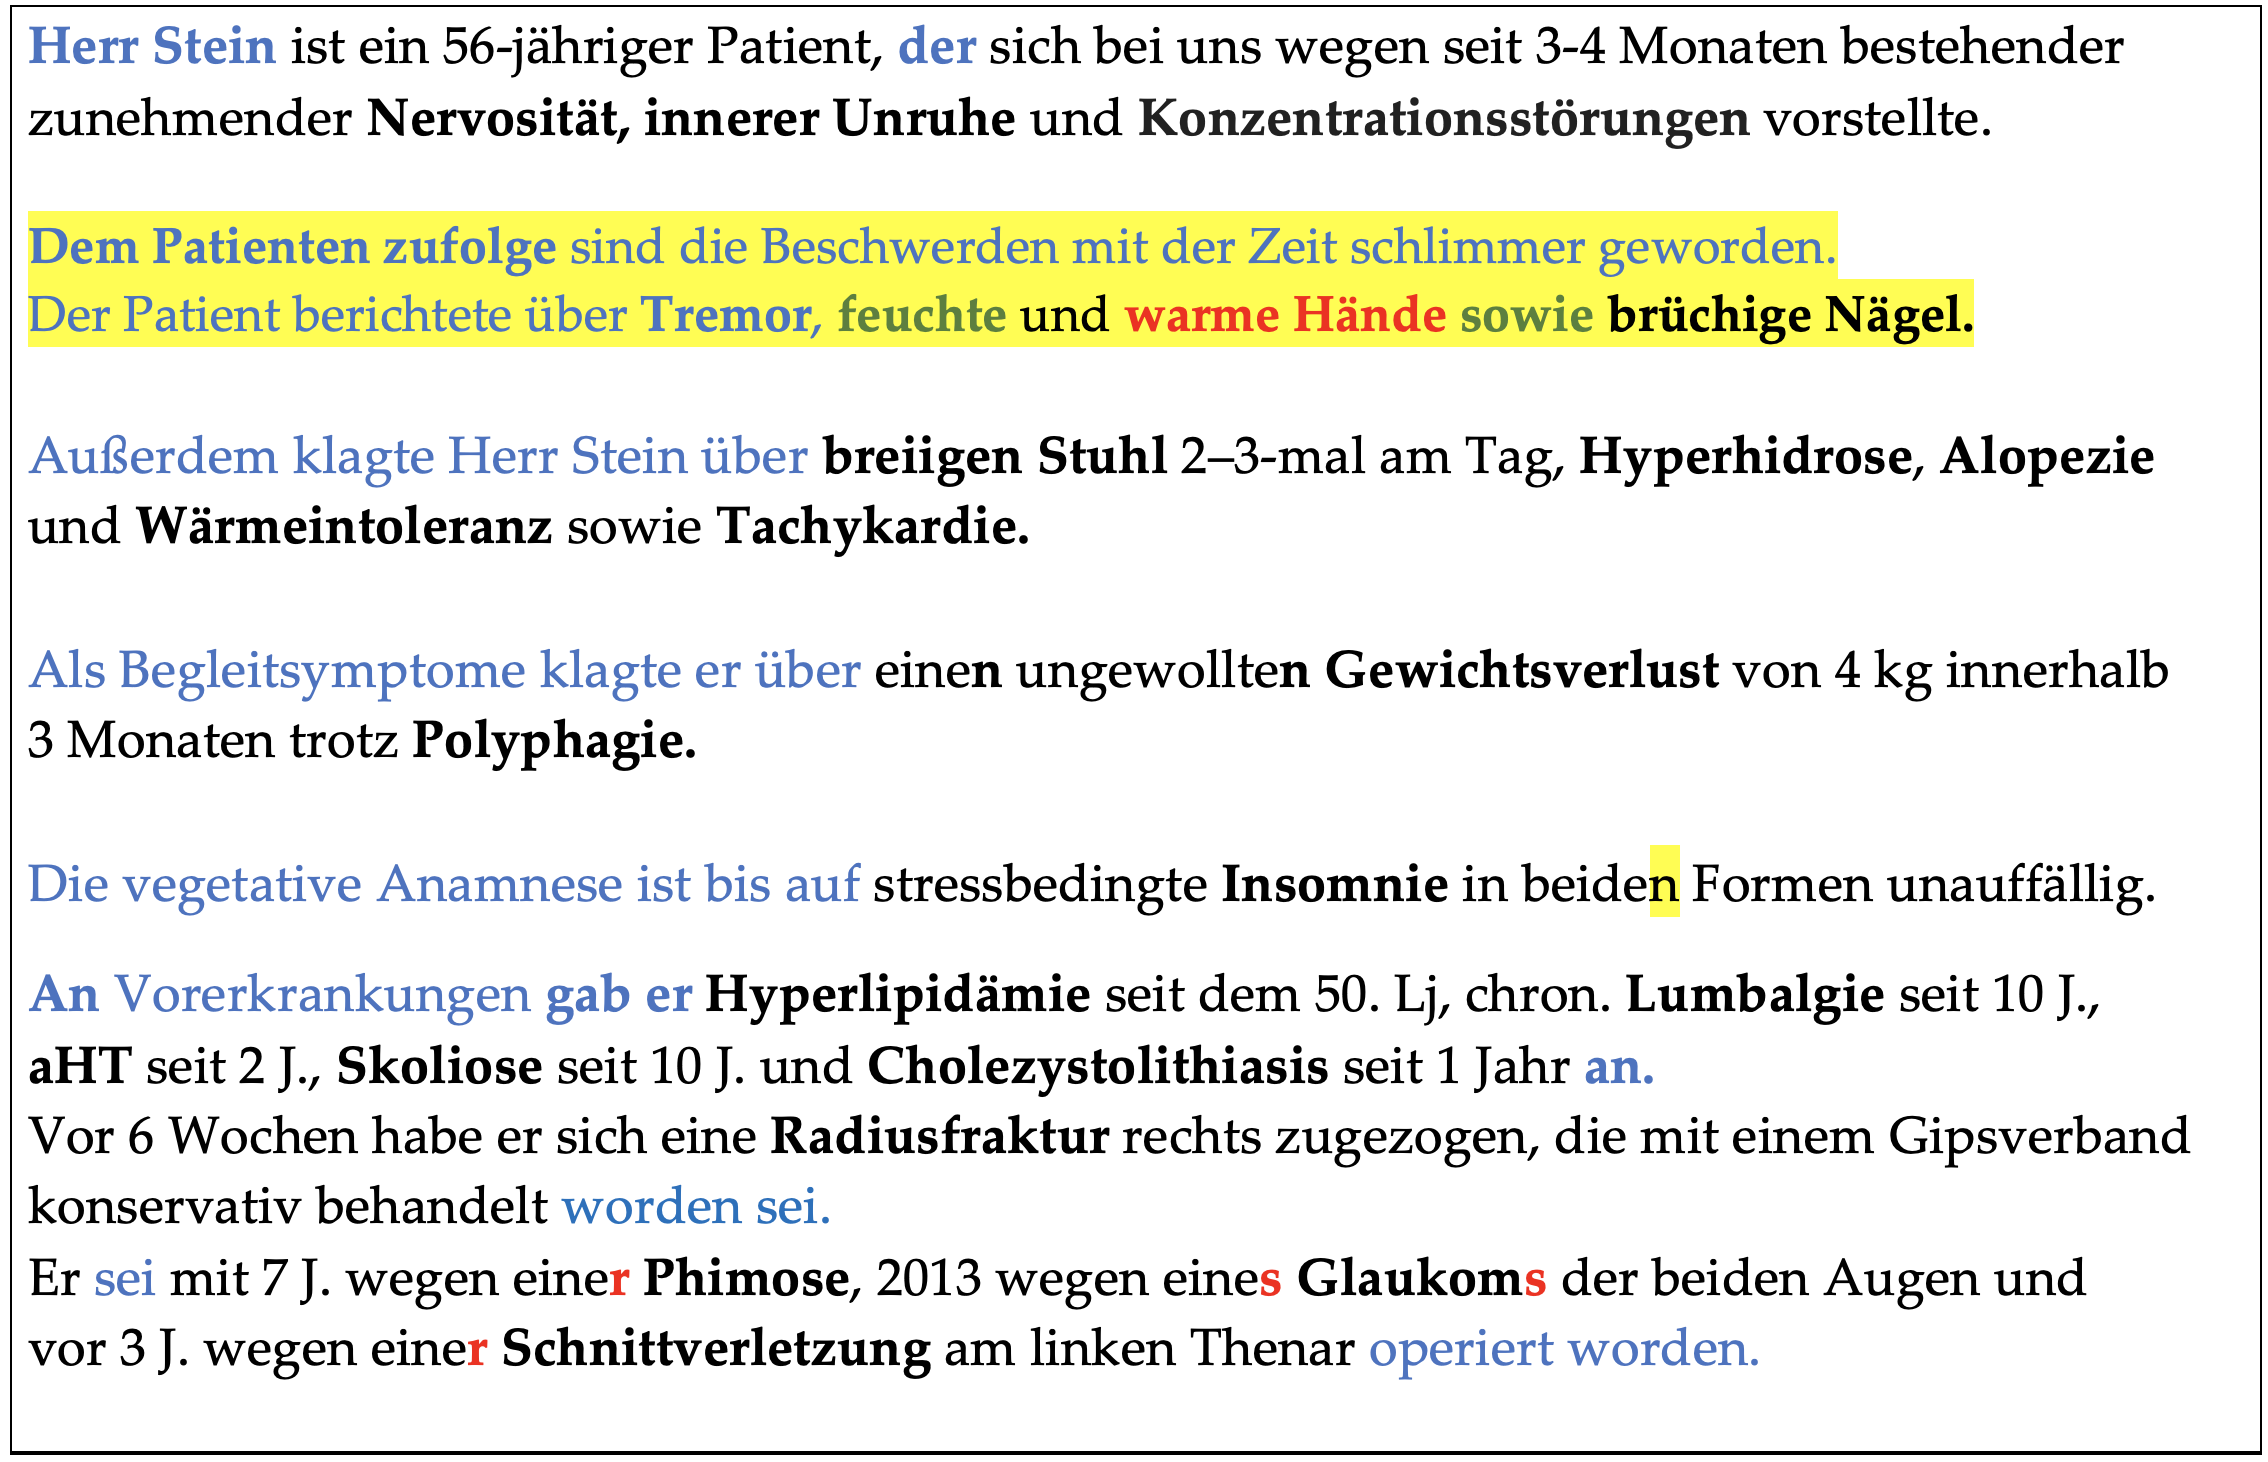 Herr Stein ist ein 56-jähriger Patient, der sich bei uns wegen seit 3-4 Monaten bestehender
zunehmender Nervosität, innerer Unruhe und Konzentrationsstörungen vorstellte.
Dem Patienten zufolge sind die Beschwerden mit der Zeit schlimmer geworden.
Der Patient berichtete über Tremor, feuchte und warme Hände sowie brüchige Nägel.
Außerdem klagte Herr Stein über breiigen Stuhl 2–3-mal am Tag, Hyperhidrose, Alopezie
und Wärmeintoleranz sowie Tachykardie.
Als Begleitsymptome klagte er über einen ungewollten Gewichtsverlust von 4 kg innerhalb
3 Monaten trotz Polyphagie.
Die vegetative Anamnese ist bis auf stressbedingte Insomnie in beiden Formen unauffällig.
An Vorerkrankungen gab er Hyperlipidämie seit dem 50. Lj, chron. Lumbalgie seit 10 J.,
aHT seit 2 J., Skoliose seit 10 J. und Cholezystolithiasis seit 1 Jahr an.
Vor 6 Wochen habe er sich eine Radiusfraktur rechts zugezogen, die mit einem Gipsverband
konservativ behandelt worden sei.
Er sei mit 7 J. wegen einer Phimose, 2013 wegen eines Glaukoms der beiden Augen und
vor 3 J. wegen einer Schnittverletzung am linken Thenar operiert worden.